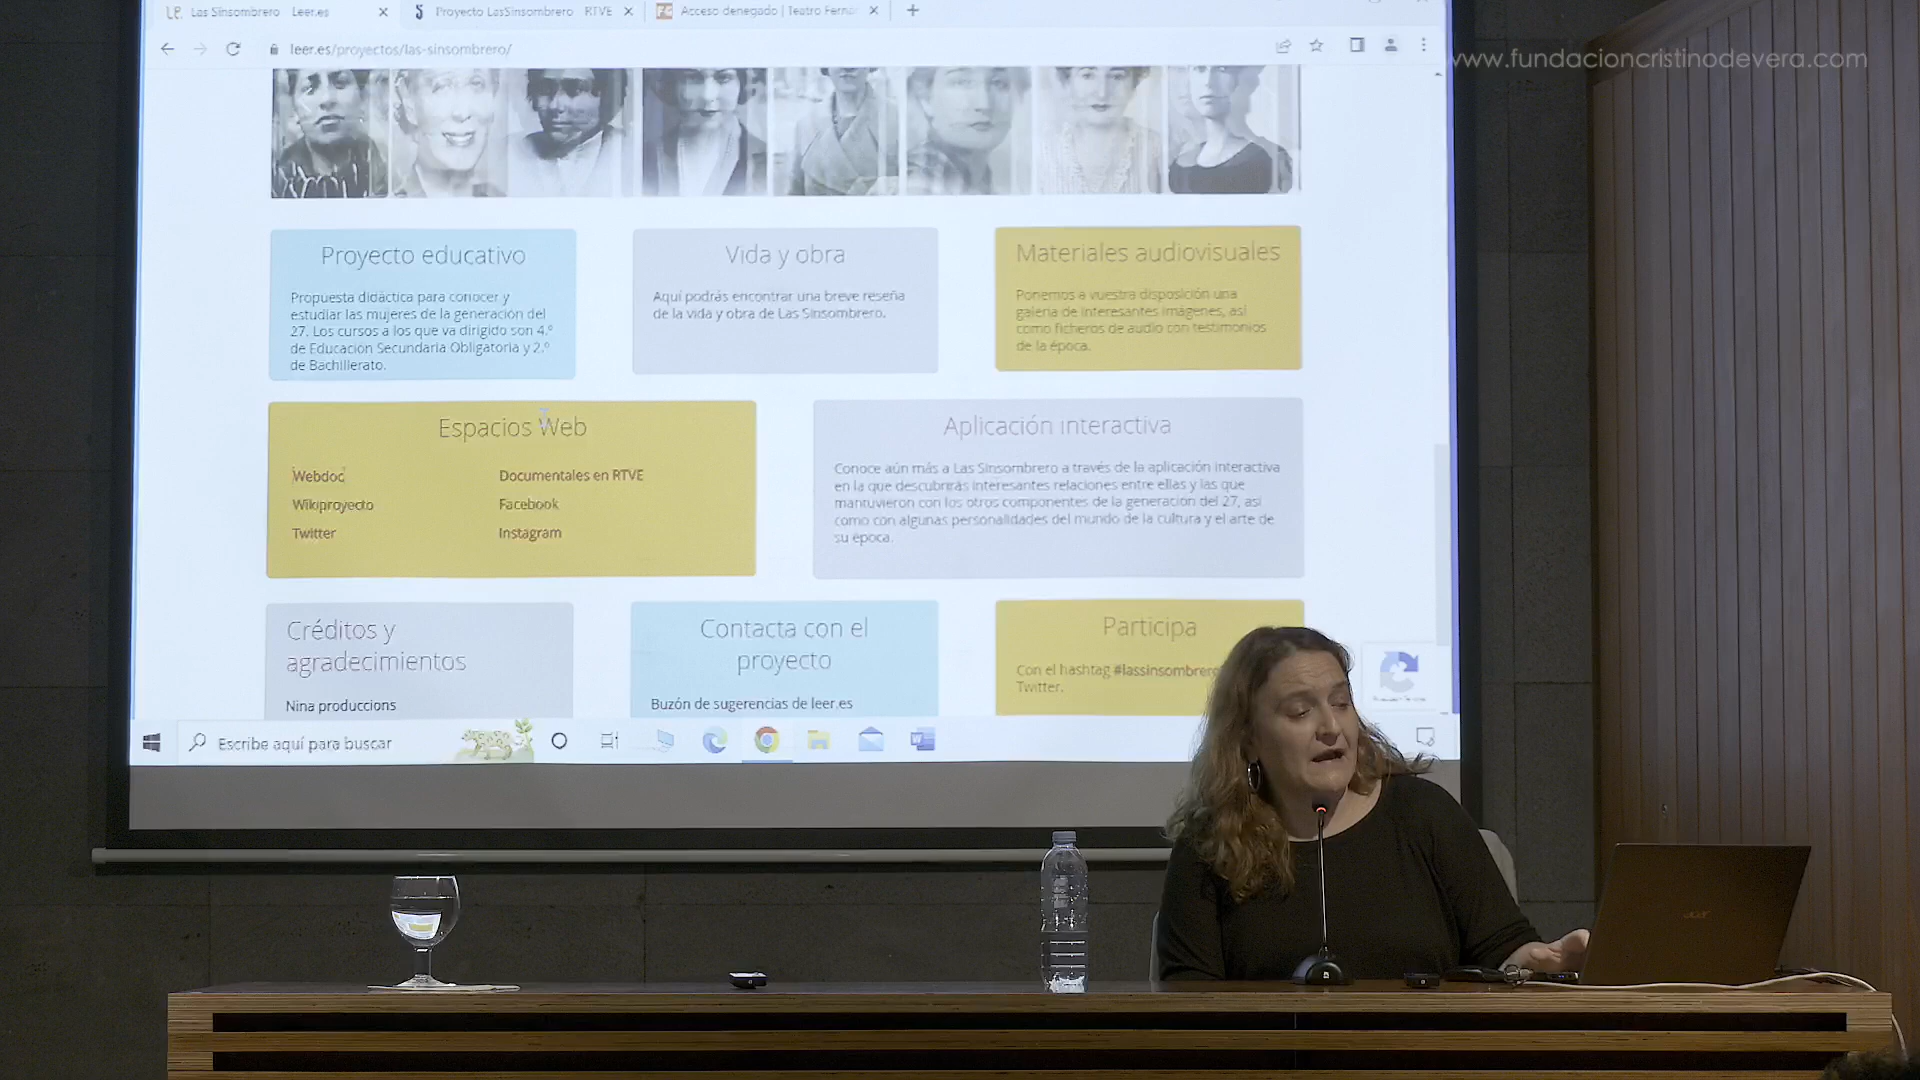 Las Sinsombrero Leer.es
Proyecto LasSinsombrero RTVE
Acceso denegado | Teatro Ferna
leer.es/proyectos/las-sinsombrero/
www.fundacioncristinodevera.com
Proyecto educativo
Propuesta didáctica para conocer y
estudiar las mujeres de la generación del
27. Los cursos a los que va dirigido son 4.º
de Educación Secundaria Obligatoria y 2.º
de Bachillerato.
Vida y obra
Aquí podrás encontrar una breve reseña
de la vida y obra de Las Sinsombrero.
Materiales audiovisuales
Ponemos a vuestra disposición una
galería de interesantes imágenes, así
como ficheros de audio con testimonios
de la época.
Espacios Web
Webdoc
Documentales en RTVE
Wikiproyecto
Facebook
Twitter
Instagram
Aplicación interactiva
Conoce aún más a Las Sinsombrero a través de la aplicación interactiva
en la que descubrirás interesantes relaciones entre ellas y las que
mantuvieron con los otros componentes de la generación del 27, así
como con algunas personalidades del mundo de la cultura y el arte de
su época.
Créditos y
agradecimientos
Nina produccions
Contacta con el
proyecto
Buzón de sugerencias de leer.es
Participa
Con el hashtag #lassinsombrero
Twitter.
Escribe aquí para buscar
acer